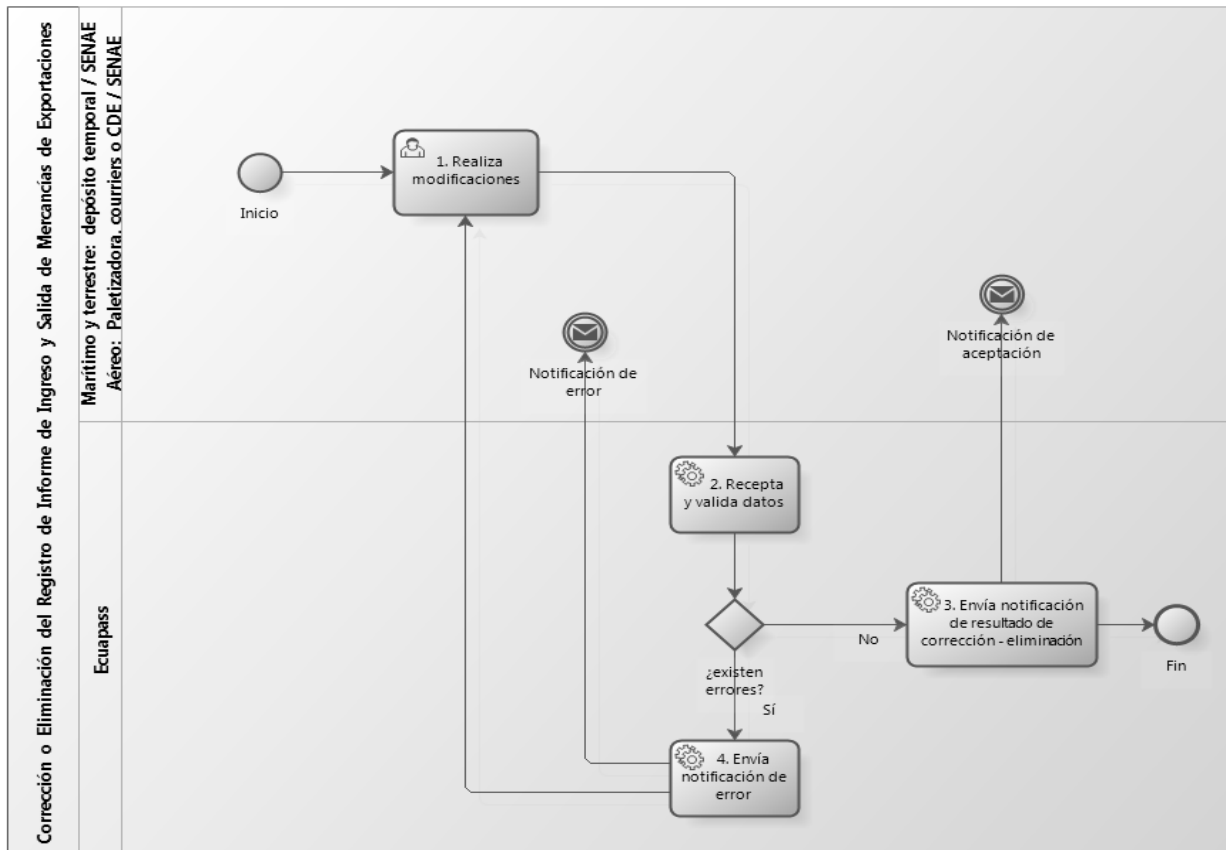 Corrección o Eliminación del Registro de Informe de Ingreso y Salida de Mercancías de Exportaciones
Marítimo y terrestre: depósito temporal / SENAE
Aéreo: Paletizadora. courriers o CDE / SENAE
Inicio
1. Realiza
modificaciones
Notificación de
error
Notificación de
aceptación
Ecuapass
2. Recepta
y valida datos
¿existen
errores?
No
Sí
3. Envía notificación
de resultado de
corrección - eliminación
Fin
4. Envía
notificación de
error